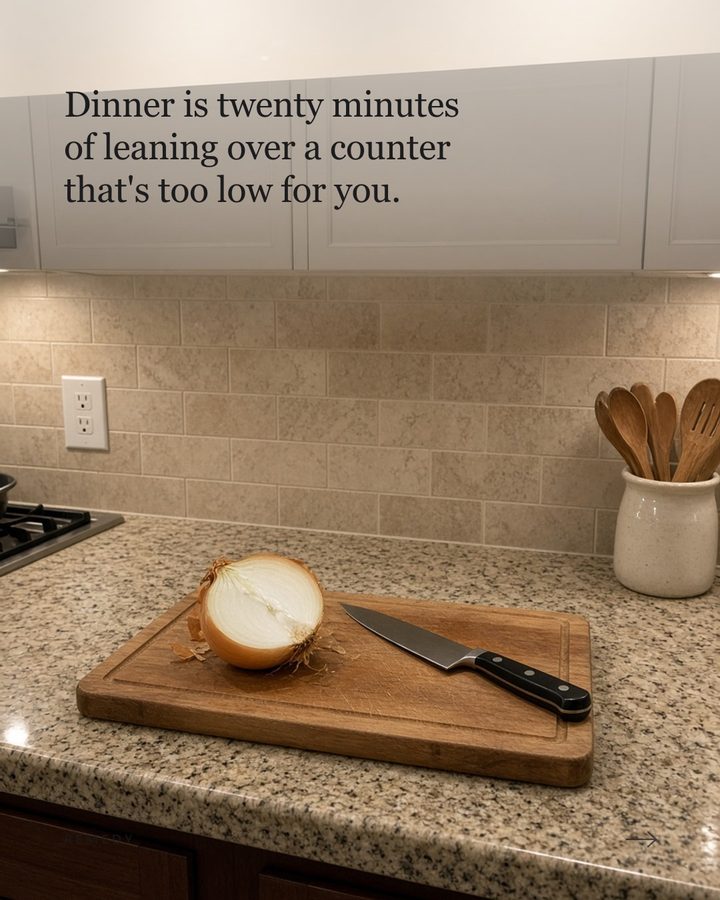 Dinner is twenty minutes
of leaning over a counter
that's too low for you.